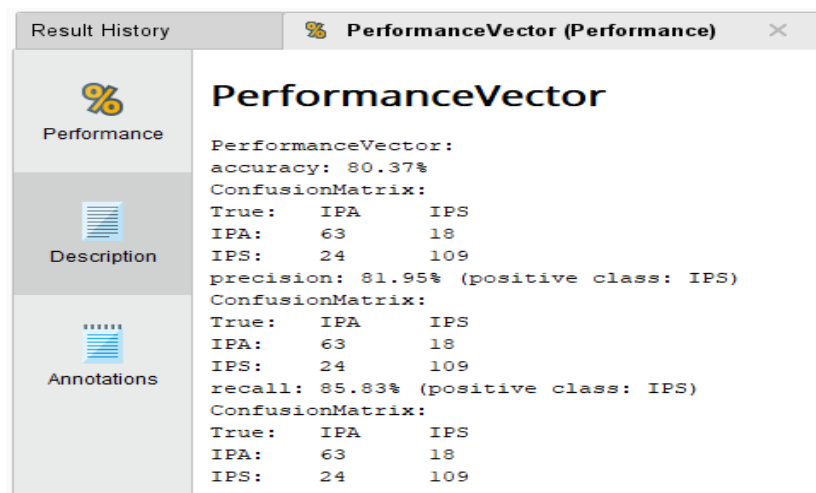 Result History
% PerformanceVector (Performance) ×
%
Performance
Description
Annotations
PerformanceVector
PerformanceVector:
accuracy: 80.37%
ConfusionMatrix:
True: IPA IPS
IPA: 63 18
IPS: 24 109
precision: 81.95% (positive class: IPS)
ConfusionMatrix:
True: IPA IPS
IPA: 63 18
IPS: 24 109
recall: 85.83% (positive class: IPS)
ConfusionMatrix:
True: IPA IPS
IPA: 63 18
IPS: 24 109